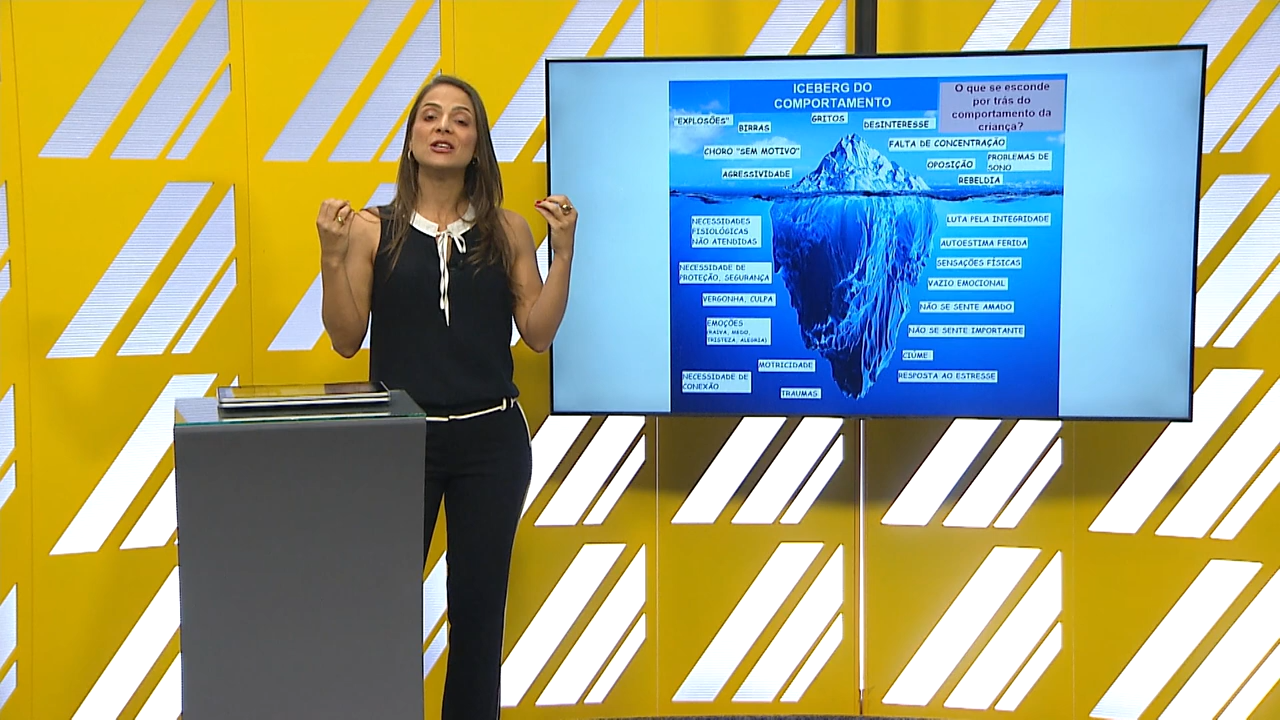 ICEBERG DO
COMPORTAMENTO
O que se esconde
por trás do
comportamento da
criança?
"EXPLOSÕES"
BIRRAS
GRITOS
DESINTERESSE
CHORO "SEM MOTIVO"
FALTA DE CONCENTRAÇÃO
AGRESSIVIDADE
OPOSIÇÃO
PROBLEMAS DE
SONO
REBELDIA
NECESSIDADES
FISIOLÓGICAS
NÃO ATENDIDAS
LUTA PELA INTEGRIDADE
AUTOESTIMA FERIDA
NECESSIDADE DE
PROTEÇÃO, SEGURANÇA
SENSAÇÕES FÍSICAS
VAZIO EMOCIONAL
VERGONHA, CULPA
NÃO SE SENTE AMADO
EMOÇÕES
(RAIVA, MEDO,
TRISTEZA, ALEGRIA)
NÃO SE SENTE IMPORTANTE
CIÚME
MOTRICIDADE
NECESSIDADE DE
CONEXÃO
RESPOSTA AO ESTRESSE
TRAUMAS